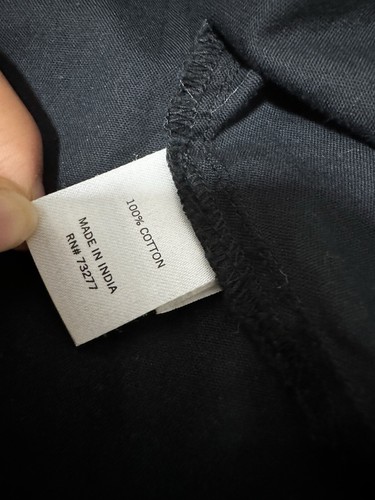 100% COTTON
MADE IN INDIA
RN# 73277